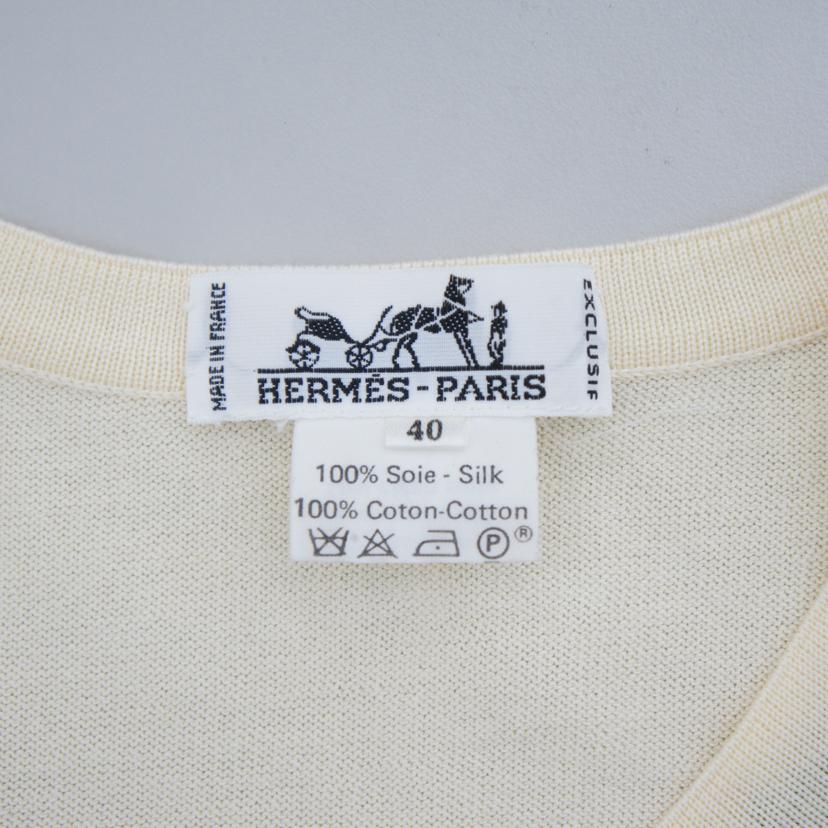 MADE IN FRANCE
HERMÈS-PARIS
EXCLUSIF
40
100% Soie - Silk
100% Coton-Cotton
P®